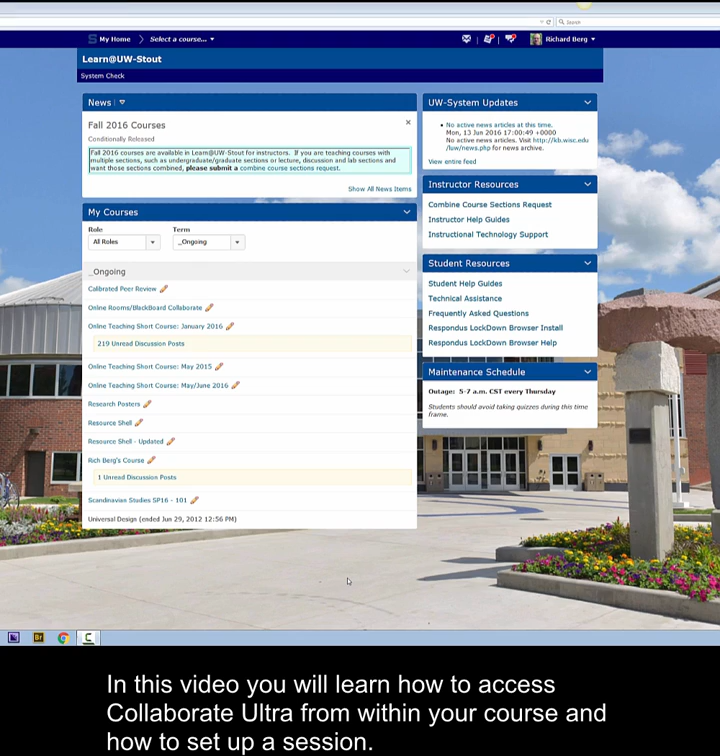 Search
My Home
Select a course...
Richard Berg
Learn@UW-Stout
System Check
News
Fall 2016 Courses
Conditionally Released
Fall 2016 courses are available in Learn@UW-Stout for instructors. If you are teaching courses with
multiple sections, such as undergraduate/graduate sections or lecture, discussion and lab sections and
want those sections combined, please submit a combine course sections request.
Show All News Items
My Courses
Role Term
All Roles _Ongoing
_Ongoing
Calibrated Peer Review
Online Rooms/BlackBoard Collaborate
Online Teaching Short Course: January 2016
219 Unread Discussion Posts
Online Teaching Short Course: May 2015
Online Teaching Short Course: May/June 2016
Research Posters
Resource Shell
Resource Shell - Updated
Rich Berg's Course
1 Unread Discussion Posts
Scandinavian Studies SP16 - 101
Universal Design (ended Jun 29, 2012 12:56 PM)
UW-System Updates
No active news articles at this time.
Mon, 13 Jun 2016 17:00:49 +0000
No active news articles. Visit http://kb.wisc.edu
/luw/news.php for news archive.
View entire feed
Instructor Resources
Combine Course Sections Request
Instructor Help Guides
Instructional Technology Support
Student Resources
Student Help Guides
Technical Assistance
Frequently Asked Questions
Respondus LockDown Browser Install
Respondus LockDown Browser Help
Maintenance Schedule
Outage: 5-7 a.m. CST every Thursday
Students should avoid taking quizzes during this time
frame.
Br
C
In this video you will learn how to access
Collaborate Ultra from within your course and
how to set up a session.